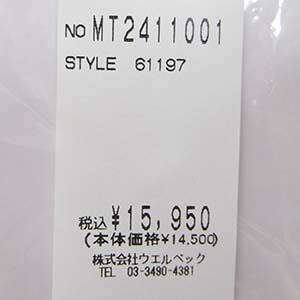 NO MT2411001
STYLE 61197
税込 ¥15,950
(本体価格¥14,500)
株式会社ウエルベック
TEL 03-3490-4381